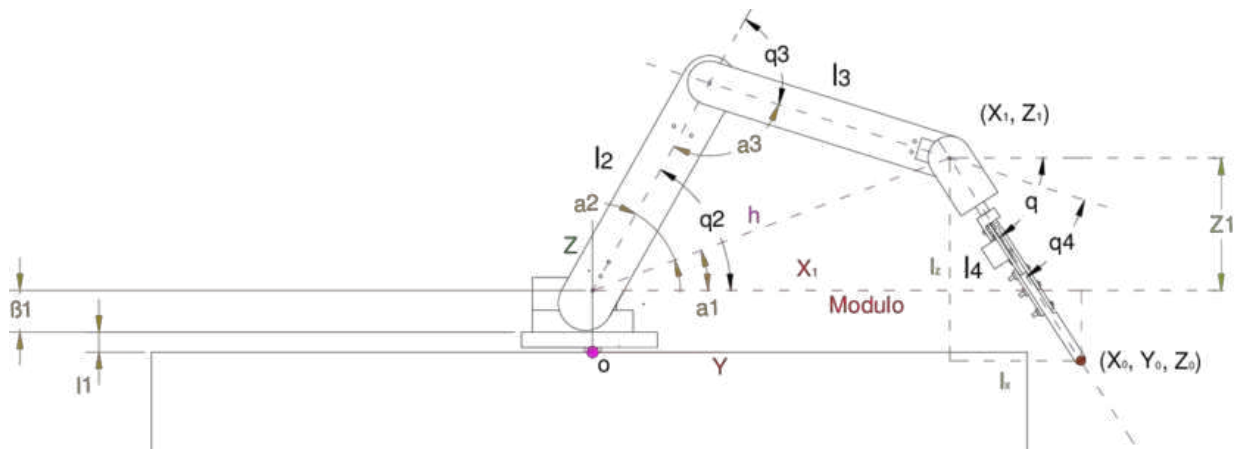 q3
l3
(X₁, Z₁)
a3
l2
a2
q2
h
q
q4
Z1
Z
X₁
l_z
l4
ß1
a1
Modulo
l1
o
Y
lₓ
(X₀, Y₀, Z₀)